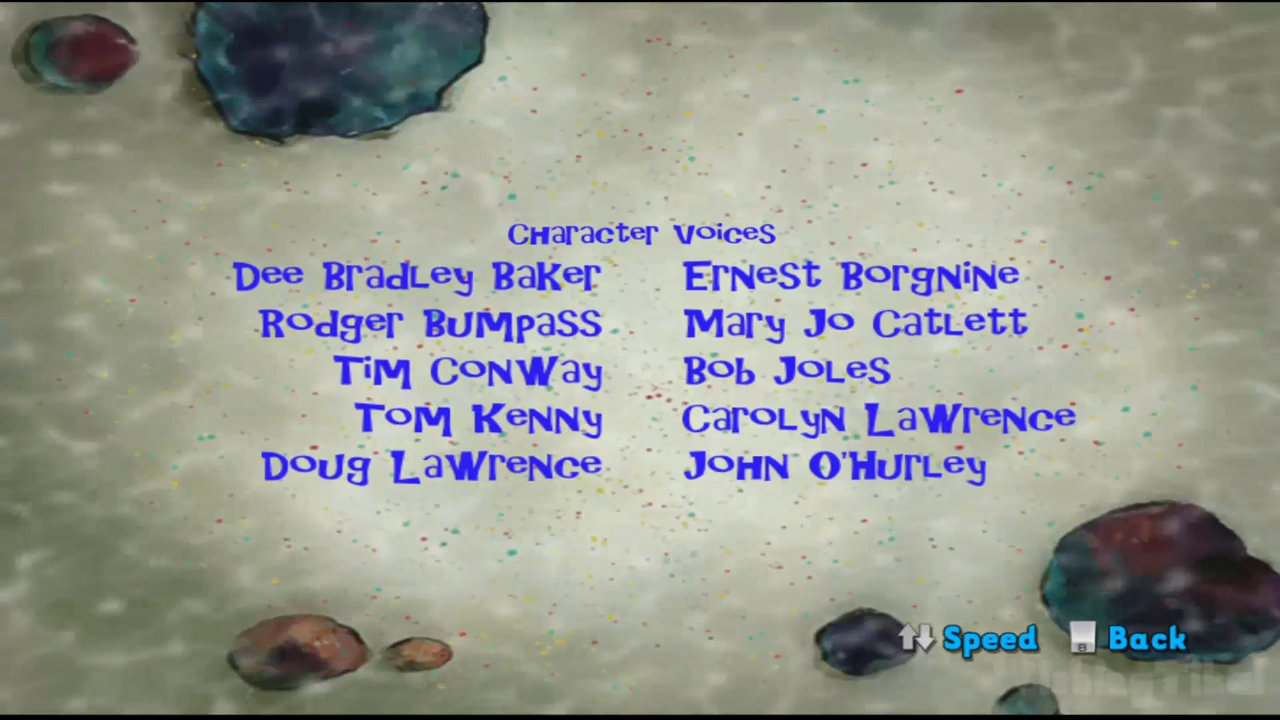 Character Voices
Dee Bradley Baker Ernest Borgnine
Rodger Bumpass Mary Jo Catlett
Tim Conway Bob Joles
Tom Kenny Carolyn Lawrence
Doug Lawrence John O'Hurley
Speed B Back